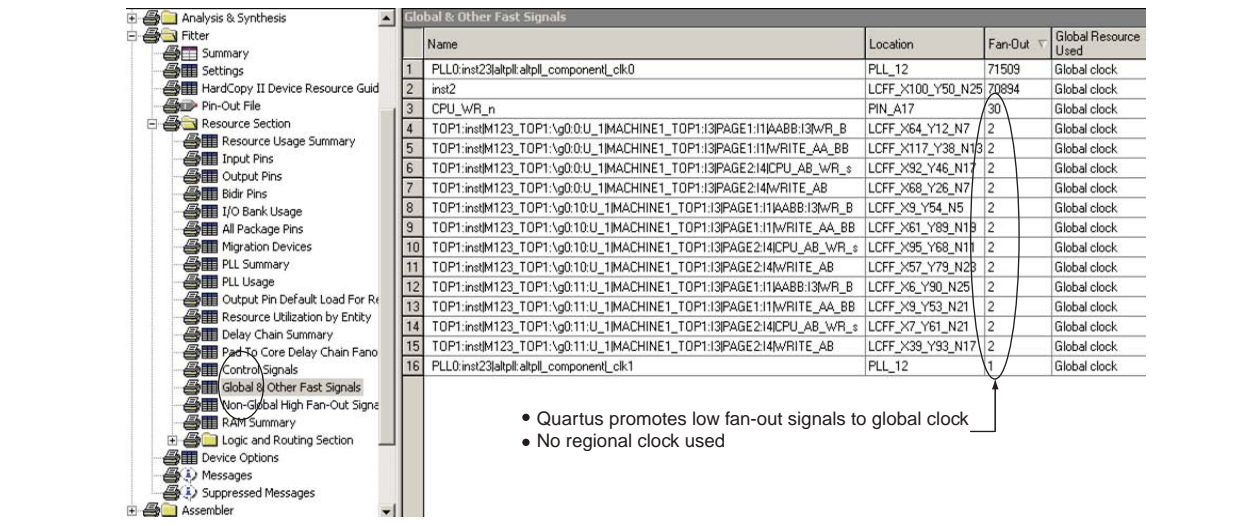 Analysis & Synthesis
Fitter
Summary
Settings
HardCopy II Device Resource Guid
Pin-Out File
Resource Section
Resource Usage Summary
Input Pins
Output Pins
Bidir Pins
I/O Bank Usage
All Package Pins
Migration Devices
PLL Summary
PLL Usage
Output Pin Default Load For Re
Resource Utilization by Entity
Delay Chain Summary
Pad To Core Delay Chain Fano
Control Signals
Global & Other Fast Signals
Non-Global High Fan-Out Signa
RAM Summary
Logic and Routing Section
Device Options
Messages
Suppressed Messages
Assembler
Global & Other Fast Signals
Name Location Fan-Out Global Resource Used
1 PLL0:inst23|altpll:altpll_component|_clk0 PLL_12 71509 Global clock
2 inst2 LCFF_X100_Y50_N25 70894 Global clock
3 CPU_WR_n PIN_A17 30 Global clock
4 TOP1:inst|M123_TOP1:\g0:0:U_1|MACHINE1_TOP1:I3|PAGE1:I1|AABB:I3|WR_B LCFF_X64_Y12_N7 2 Global clock
5 TOP1:inst|M123_TOP1:\g0:0:U_1|MACHINE1_TOP1:I3|PAGE1:I1|WRITE_AA_BB LCFF_X117_Y38_N13 2 Global clock
6 TOP1:inst|M123_TOP1:\g0:0:U_1|MACHINE1_TOP1:I3|PAGE2:I4|CPU_AB_WR_s LCFF_X92_Y46_N17 2 Global clock
7 TOP1:inst|M123_TOP1:\g0:0:U_1|MACHINE1_TOP1:I3|PAGE2:I4|WRITE_AB LCFF_X68_Y26_N7 2 Global clock
8 TOP1:inst|M123_TOP1:\g0:10:U_1|MACHINE1_TOP1:I3|PAGE1:I1|AABB:I3|WR_B LCFF_X9_Y54_N5 2 Global clock
9 TOP1:inst|M123_TOP1:\g0:10:U_1|MACHINE1_TOP1:I3|PAGE1:I1|WRITE_AA_BB LCFF_X61_Y89_N19 2 Global clock
10 TOP1:inst|M123_TOP1:\g0:10:U_1|MACHINE1_TOP1:I3|PAGE2:I4|CPU_AB_WR_s LCFF_X95_Y68_N11 2 Global clock
11 TOP1:inst|M123_TOP1:\g0:10:U_1|MACHINE1_TOP1:I3|PAGE2:I4|WRITE_AB LCFF_X57_Y79_N23 2 Global clock
12 TOP1:inst|M123_TOP1:\g0:11:U_1|MACHINE1_TOP1:I3|PAGE1:I1|AABB:I3|WR_B LCFF_X6_Y90_N25 2 Global clock
13 TOP1:inst|M123_TOP1:\g0:11:U_1|MACHINE1_TOP1:I3|PAGE1:I1|WRITE_AA_BB LCFF_X9_Y53_N21 2 Global clock
14 TOP1:inst|M123_TOP1:\g0:11:U_1|MACHINE1_TOP1:I3|PAGE2:I4|CPU_AB_WR_s LCFF_X7_Y61_N21 2 Global clock
15 TOP1:inst|M123_TOP1:\g0:11:U_1|MACHINE1_TOP1:I3|PAGE2:I4|WRITE_AB LCFF_X39_Y93_N17 2 Global clock
16 PLL0:inst23|altpll:altpll_component|_clk1 PLL_12 1 Global clock
• Quartus promotes low fan-out signals to global clock
• No regional clock used